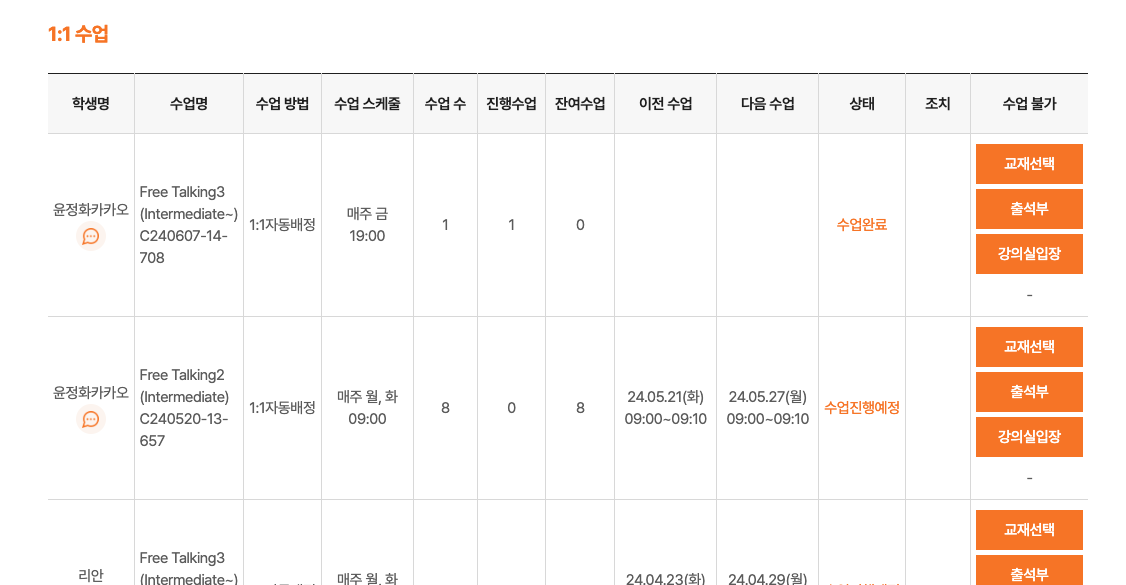 1:1 수업
학생명 수업명 수업 방법 수업 스케줄 수업 수 진행수업 잔여수업 이전 수업 다음 수업 상태 조치 수업 불가
윤정화카카오
Free Talking3
(Intermediate~)
C240607-14-
708
1:1자동배정
매주 금
19:00
1
1
0
수업완료
교재선택
출석부
강의실입장
-
윤정화카카오
Free Talking2
(Intermediate)
C240520-13-
657
1:1자동배정
매주 월, 화
09:00
8
0
8
24.05.21(화)
09:00~09:10
24.05.27(월)
09:00~09:10
수업진행예정
교재선택
출석부
강의실입장
-
리안
Free Talking3
(Intermediate~)
매주 월, 화
24.04.23(화)
24.04.29(월)
교재선택
출석부